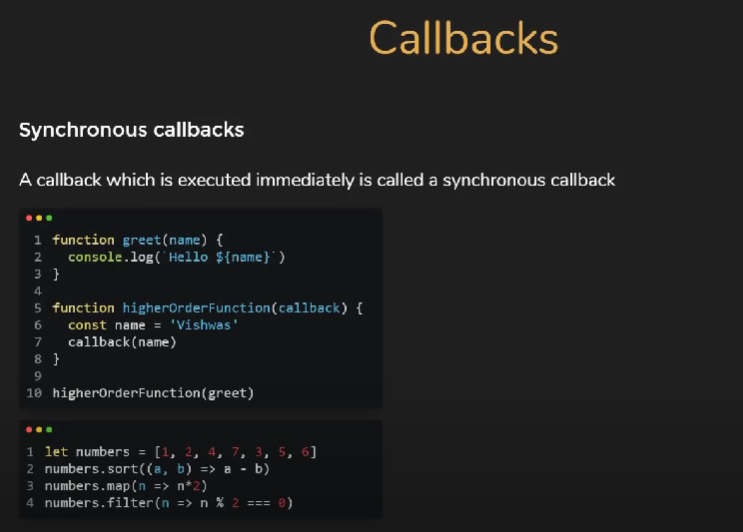 Callbacks
Synchronous callbacks
A callback which is executed immediately is called a synchronous callback
1 function greet(name) {
2   console.log(`Hello ${name}`)
3 }
4
5 function higherOrderFunction(callback) {
6   const name = 'Vishwas'
7   callback(name)
8 }
9
10 higherOrderFunction(greet)
1 let numbers = [1, 2, 4, 7, 3, 5, 6]
2 numbers.sort((a, b) => a - b)
3 numbers.map(n => n*2)
4 numbers.filter(n => n % 2 === 0)